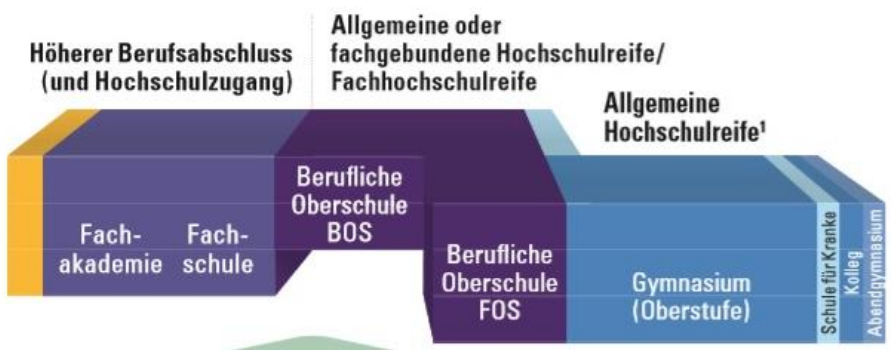 Höherer Berufsabschluss
(und Hochschulzugang)
Allgemeine oder
fachgebundene Hochschulreife/
Fachhochschulreife
Allgemeine
Hochschulreife¹
Fach-
akademie
Fach-
schule
Berufliche
Oberschule
BOS
Berufliche
Oberschule
FOS
Gymnasium
(Oberstufe)
Schule für Kranke
Kolleg
Abendgymnasium